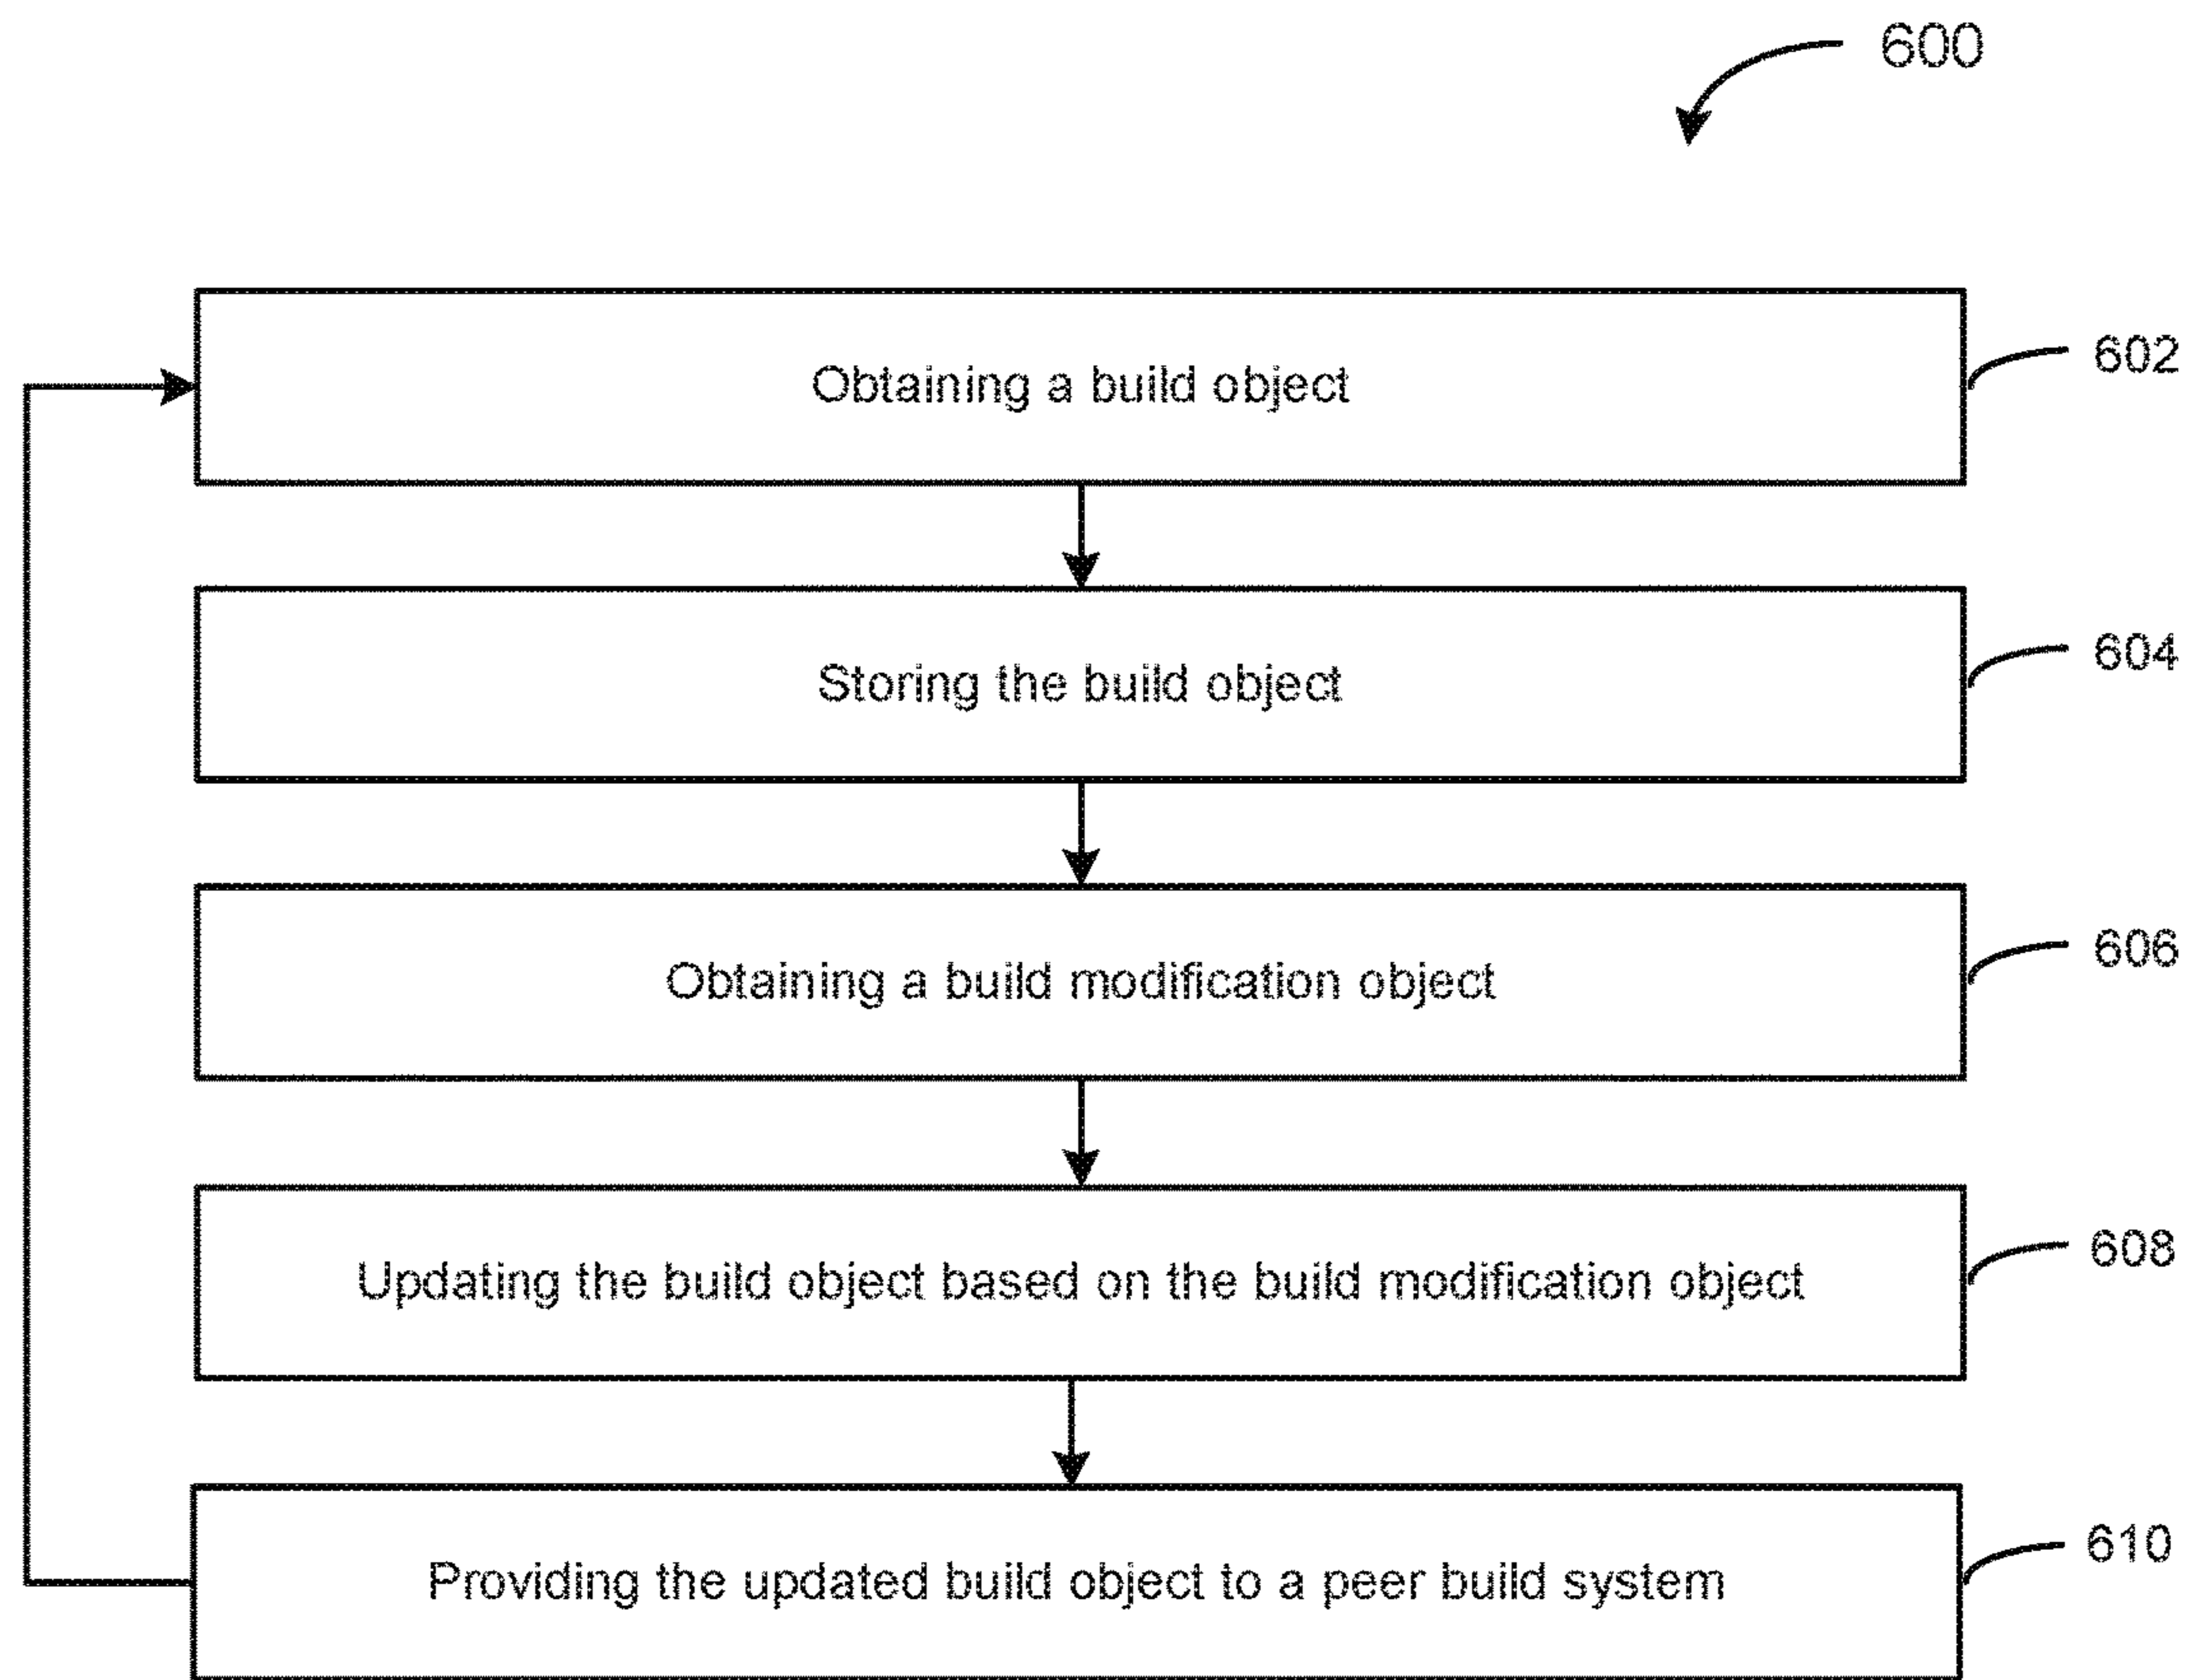 600
Obtaining a build object
602
Storing the build object
604
Obtaining a build modification object
606
Updating the build object based on the build modification object
608
Providing the updated build object to a peer build system
610